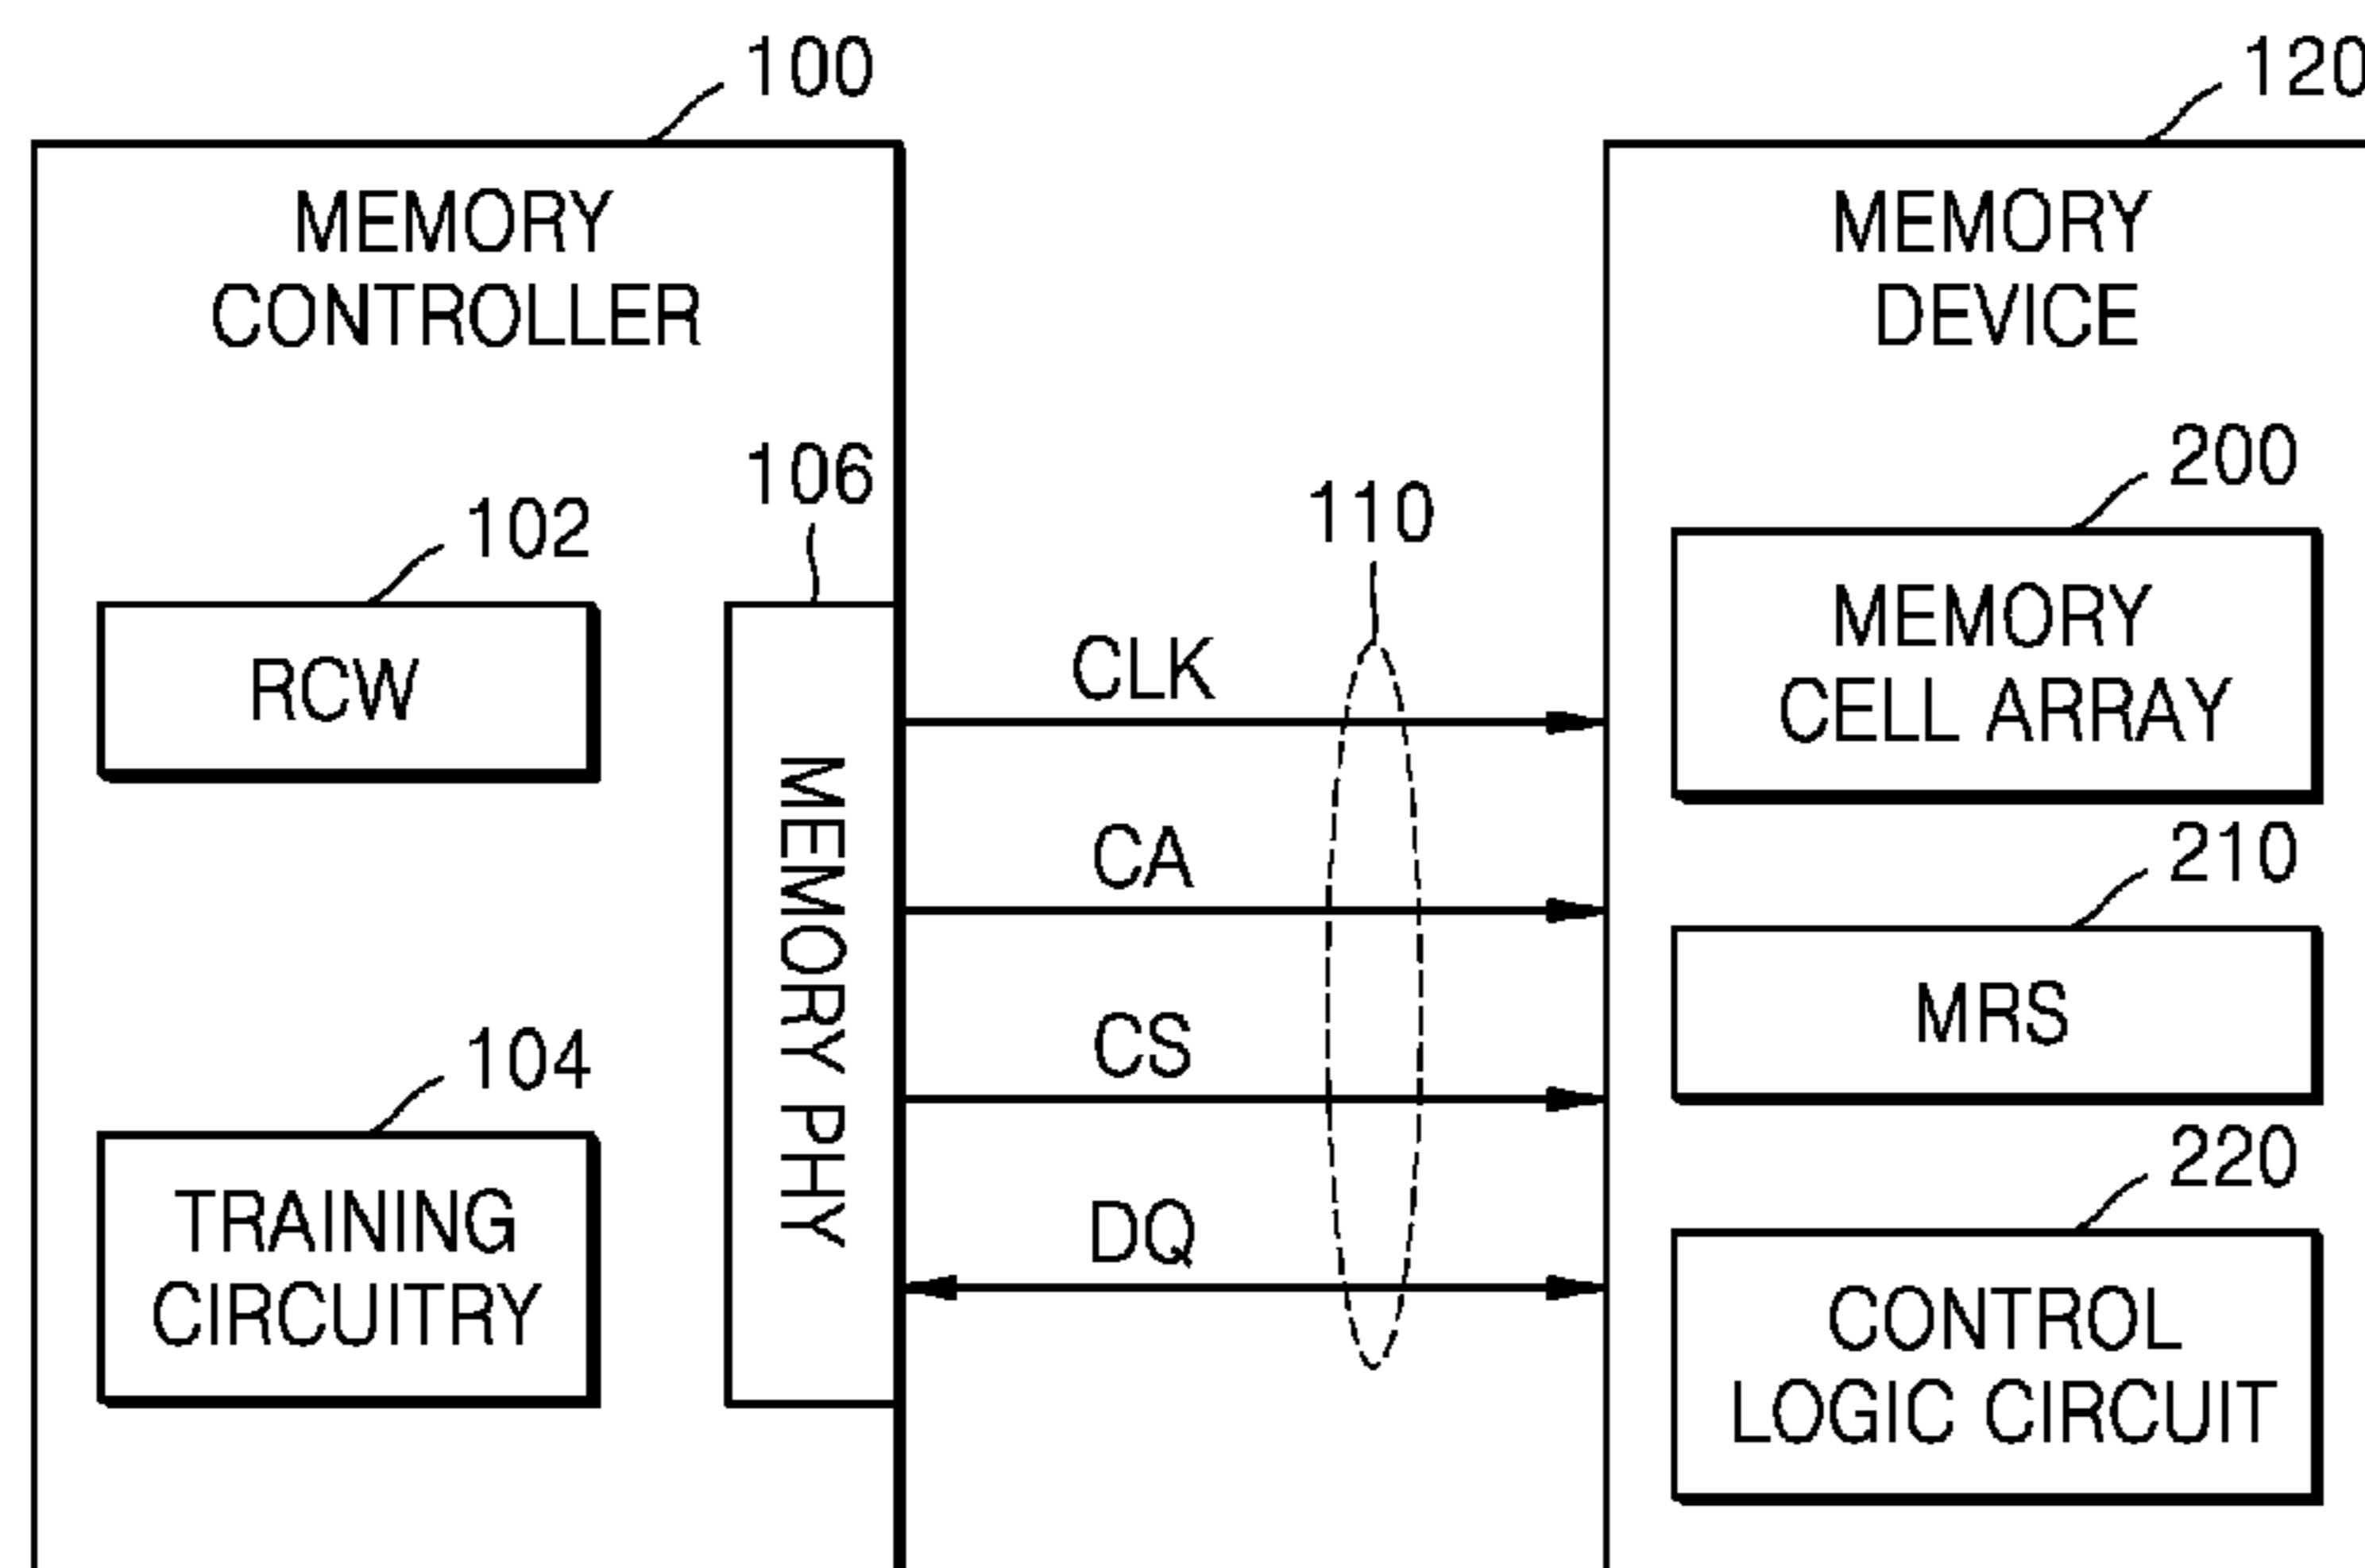 100
120
MEMORY
CONTROLLER
MEMORY
DEVICE
106
102
RCW
104
TRAINING
CIRCUITRY
MEMORY PHY
110
CLK
CA
CS
DQ
200
MEMORY
CELL ARRAY
210
MRS
220
CONTROL
LOGIC CIRCUIT